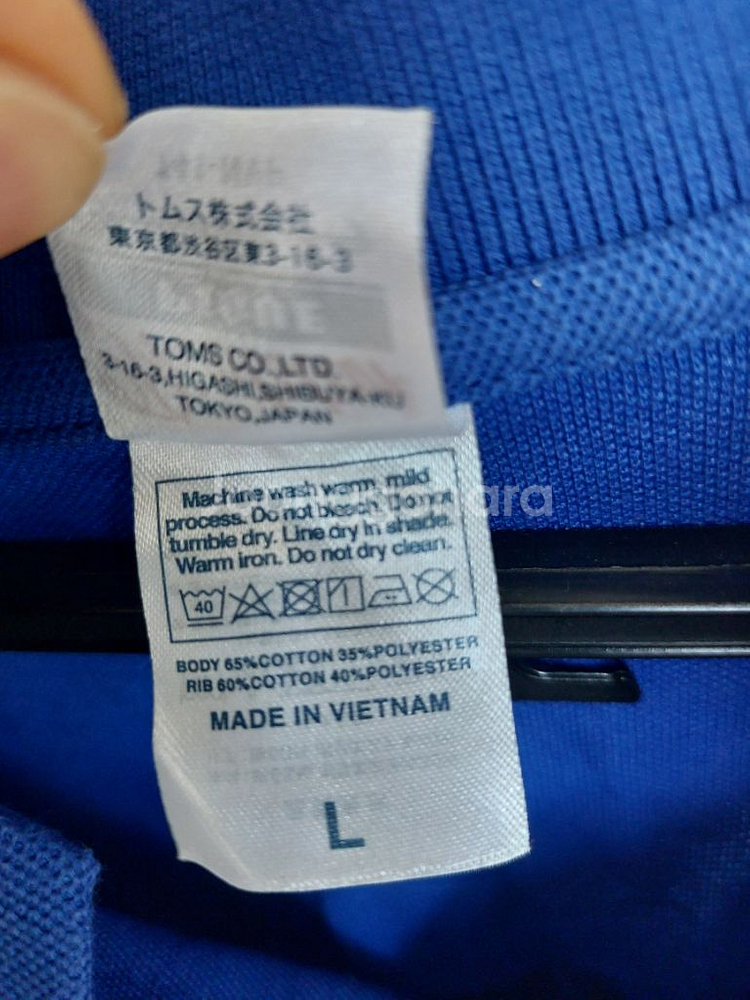 トムス株式会社
東京都渋谷区東3-16-3
TOMS CO.,LTD.
3-16-3,HIGASHI,SHIBUYA-KU
TOKYO,JAPAN
Machine wash warm, mild
process. Do not bleach. Do not
tumble dry. Line dry in shade.
Warm iron. Do not dry clean.
40
BODY 65%COTTON 35%POLYESTER
RIB 60%COTTON 40%POLYESTER
MADE IN VIETNAM
L